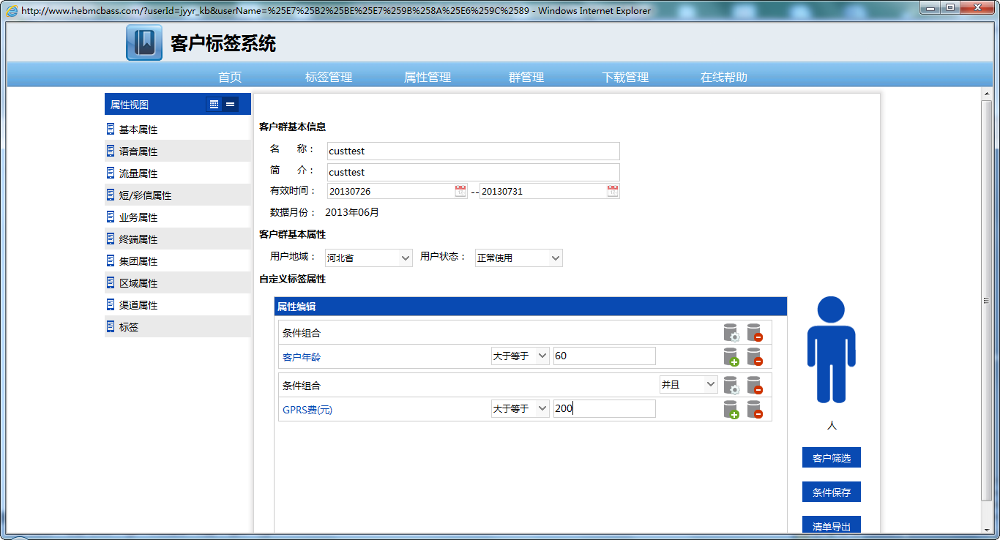 http://www.hebmcbass.com/?userId=jyyr_kb&userName=%25E7%25B2%25BE%25E7%259B%258A%25E6%259C%2589 - Windows Internet Explorer
客户标签系统
首页 标签管理 属性管理 群管理 下载管理 在线帮助
属性视图
基本属性
语音属性
流量属性
短/彩信属性
业务属性
终端属性
集团属性
区域属性
渠道属性
标签
客户群基本信息
名 称： custtest
简 介： custtest
有效时间： 20130726 -- 20130731
数据月份： 2013年06月
客户群基本属性
用户地域： 河北省 用户状态： 正常使用
自定义标签属性
属性编辑
条件组合
客户年龄 大于等于 60
条件组合 并且
GPRS费(元) 大于等于 200
人
客户筛选
条件保存
清单导出